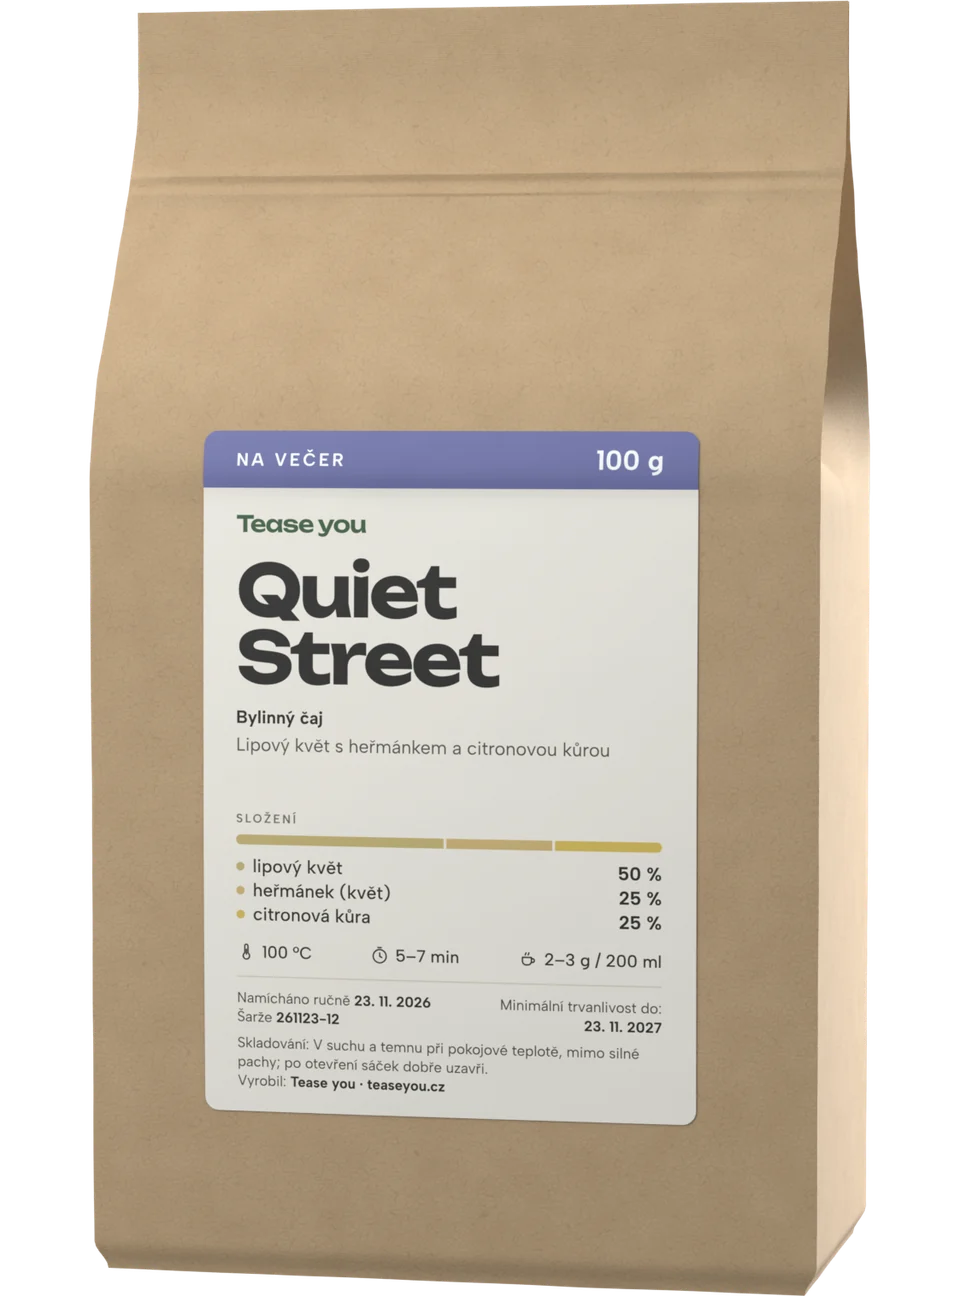 NA VEČER
100 g
Tease you
Quiet
Street
Bylinný čaj
Lipový květ s heřmánkem a citronovou kůrou
SLOŽENÍ
lipový květ 50 %
heřmánek (květ) 25 %
citronová kůra 25 %
100 °C 5–7 min 2–3 g / 200 ml
Namícháno ručně 23. 11. 2026
Šarže 261123-12
Minimální trvanlivost do:
23. 11. 2027
Skladování: V suchu a temnu při pokojové teplotě, mimo silné
pachy; po otevření sáček dobře uzavři.
Vyrobil: Tease you · teaseyou.cz